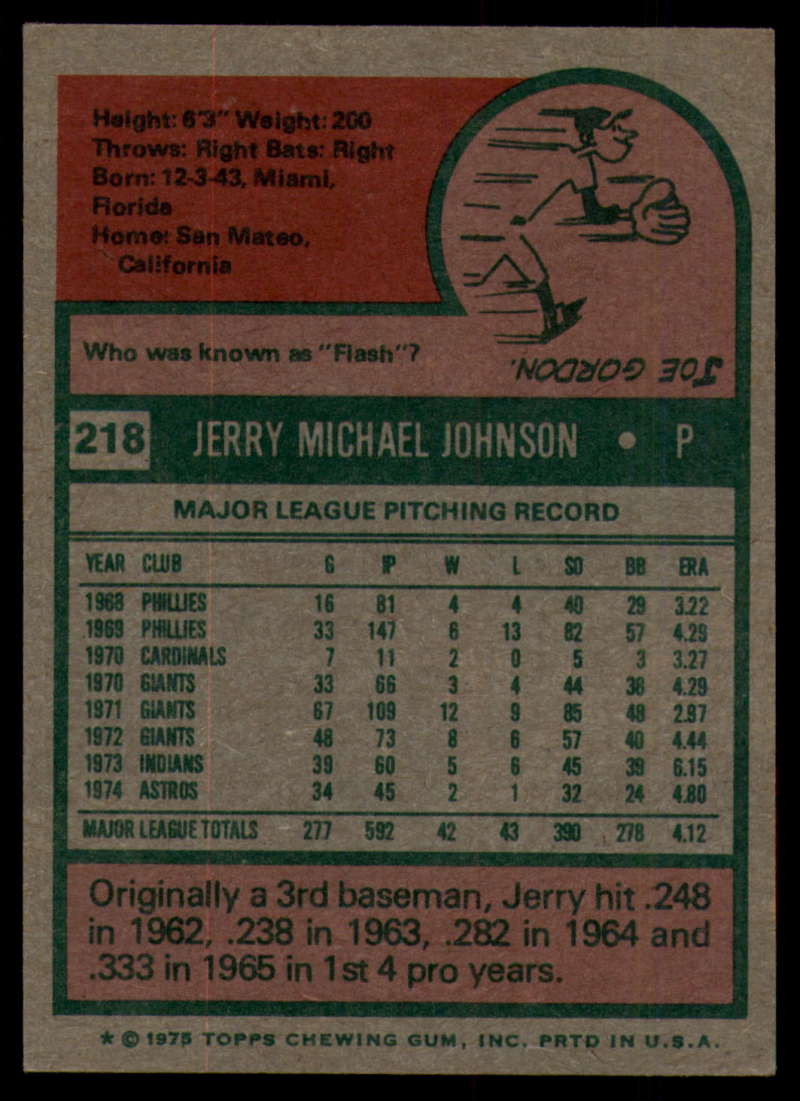 Height: 6'3" Weight: 200
Throws: Right Bats: Right
Born: 12-3-43, Miami,
Florida
Home: San Mateo,
California
Who was known as "Flash"?
JOE GORDON.
218 JERRY MICHAEL JOHNSON • P
MAJOR LEAGUE PITCHING RECORD
YEAR CLUB G IP W L SO BB ERA
1968 PHILLIES 16 81 4 4 40 29 3.22
1969 PHILLIES 33 147 6 13 82 57 4.29
1970 CARDINALS 7 11 2 0 5 3 3.27
1970 GIANTS 33 66 3 4 44 38 4.29
1971 GIANTS 67 109 12 9 85 48 2.97
1972 GIANTS 48 73 8 6 57 40 4.44
1973 INDIANS 39 60 5 6 45 39 6.15
1974 ASTROS 34 45 2 1 32 24 4.80
MAJOR LEAGUE TOTALS 277 592 42 43 390 278 4.12
Originally a 3rd baseman, Jerry hit .248
in 1962, .238 in 1963, .282 in 1964 and
.333 in 1965 in 1st 4 pro years.
* © 1975 TOPPS CHEWING GUM, INC. PRTD IN U.S.A.